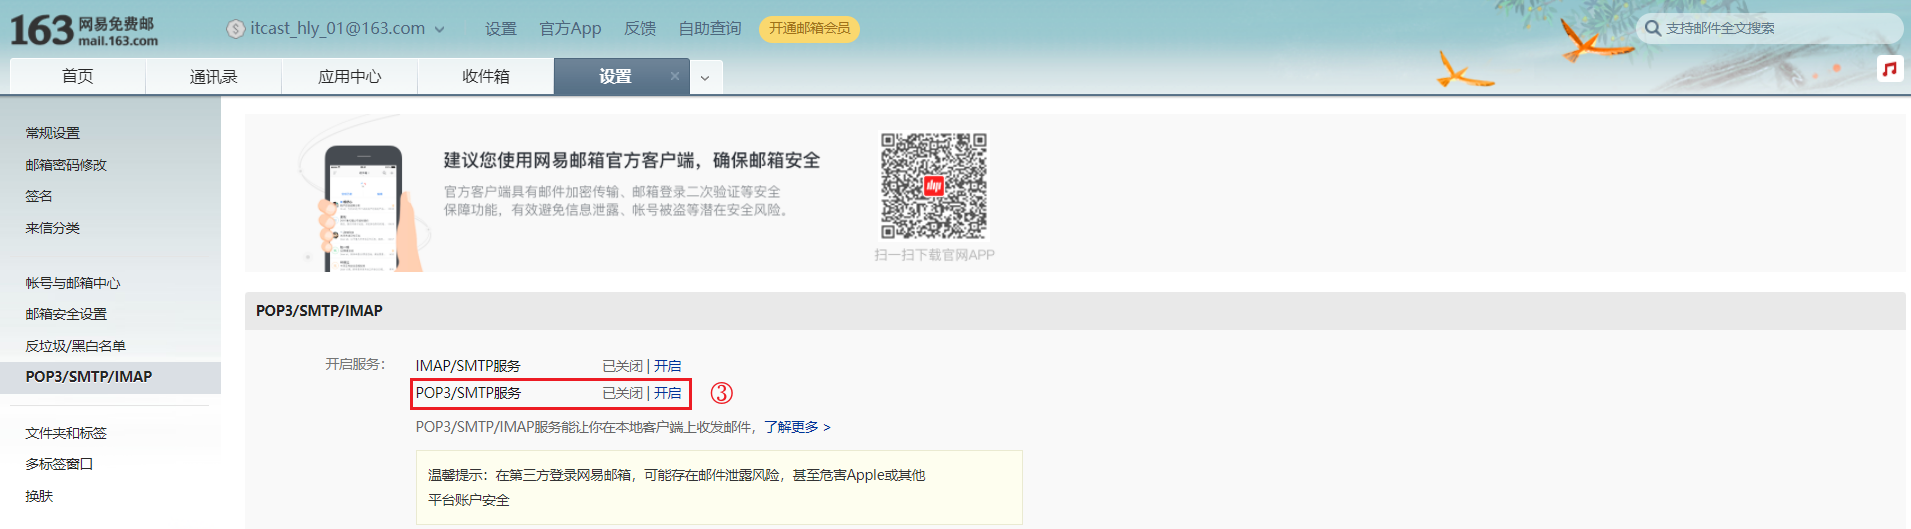 163 网易免费邮
mail.163.com
itcast_hly_01@163.com
设置 官方App 反馈 自助查询 开通邮箱会员
支持邮件全文搜索
首页 通讯录 应用中心 收件箱 设置
常规设置
邮箱密码修改
签名
来信分类
帐号与邮箱中心
邮箱安全设置
反垃圾/黑白名单
POP3/SMTP/IMAP
文件夹和标签
多标签窗口
换肤
建议您使用网易邮箱官方客户端，确保邮箱安全
官方客户端具有邮件加密传输、邮箱登录二次验证等安全
保障功能，有效避免信息泄露、帐号被盗等潜在安全风险。
扫一扫下载官网APP
POP3/SMTP/IMAP
开启服务： IMAP/SMTP服务 已关闭 | 开启
POP3/SMTP服务 已关闭 | 开启 ③
POP3/SMTP/IMAP服务能让你在本地客户端上收发邮件，了解更多 >
温馨提示：在第三方登录网易邮箱，可能存在邮件泄露风险，甚至危害Apple或其他
平台账户安全